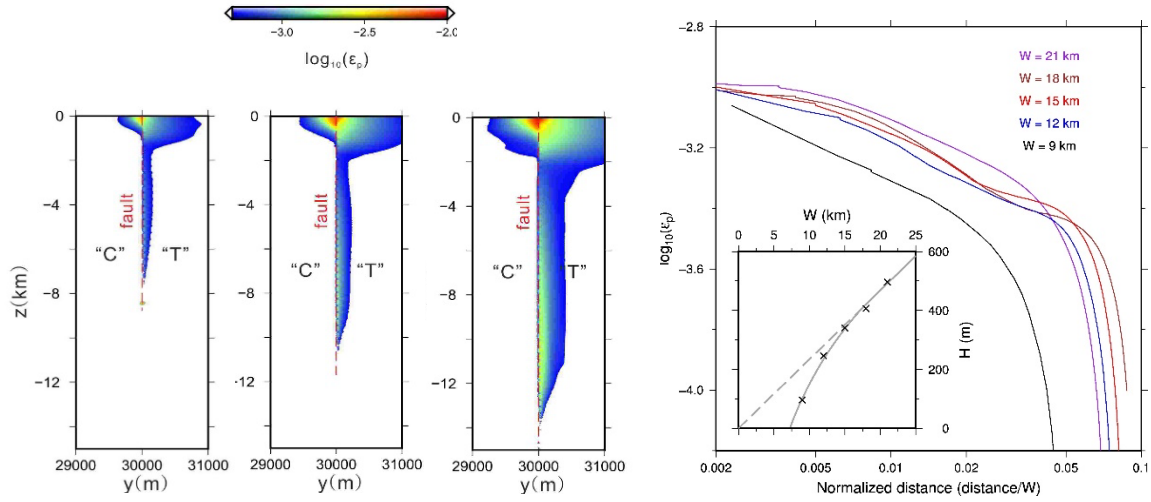 −3.0 −2.5 −2.0
log10(εp)
0
−4
−8
−12
z(km)
fault
“C” “T”
29000 30000 31000
y(m)
0
−4
−8
−12
fault
“C” “T”
29000 30000 31000
y(m)
0
−4
−8
−12
fault
“C” “T”
29000 30000 31000
y(m)
−2.8
−3.2
−3.6
−4.0
log10(εp)
W = 21 km
W = 18 km
W = 15 km
W = 12 km
W = 9 km
W (km)
0 5 10 15 20 25
600
400
200
0
H (m)
0.002 0.005 0.01 0.02 0.05 0.1
Normalized distance (distance/W)